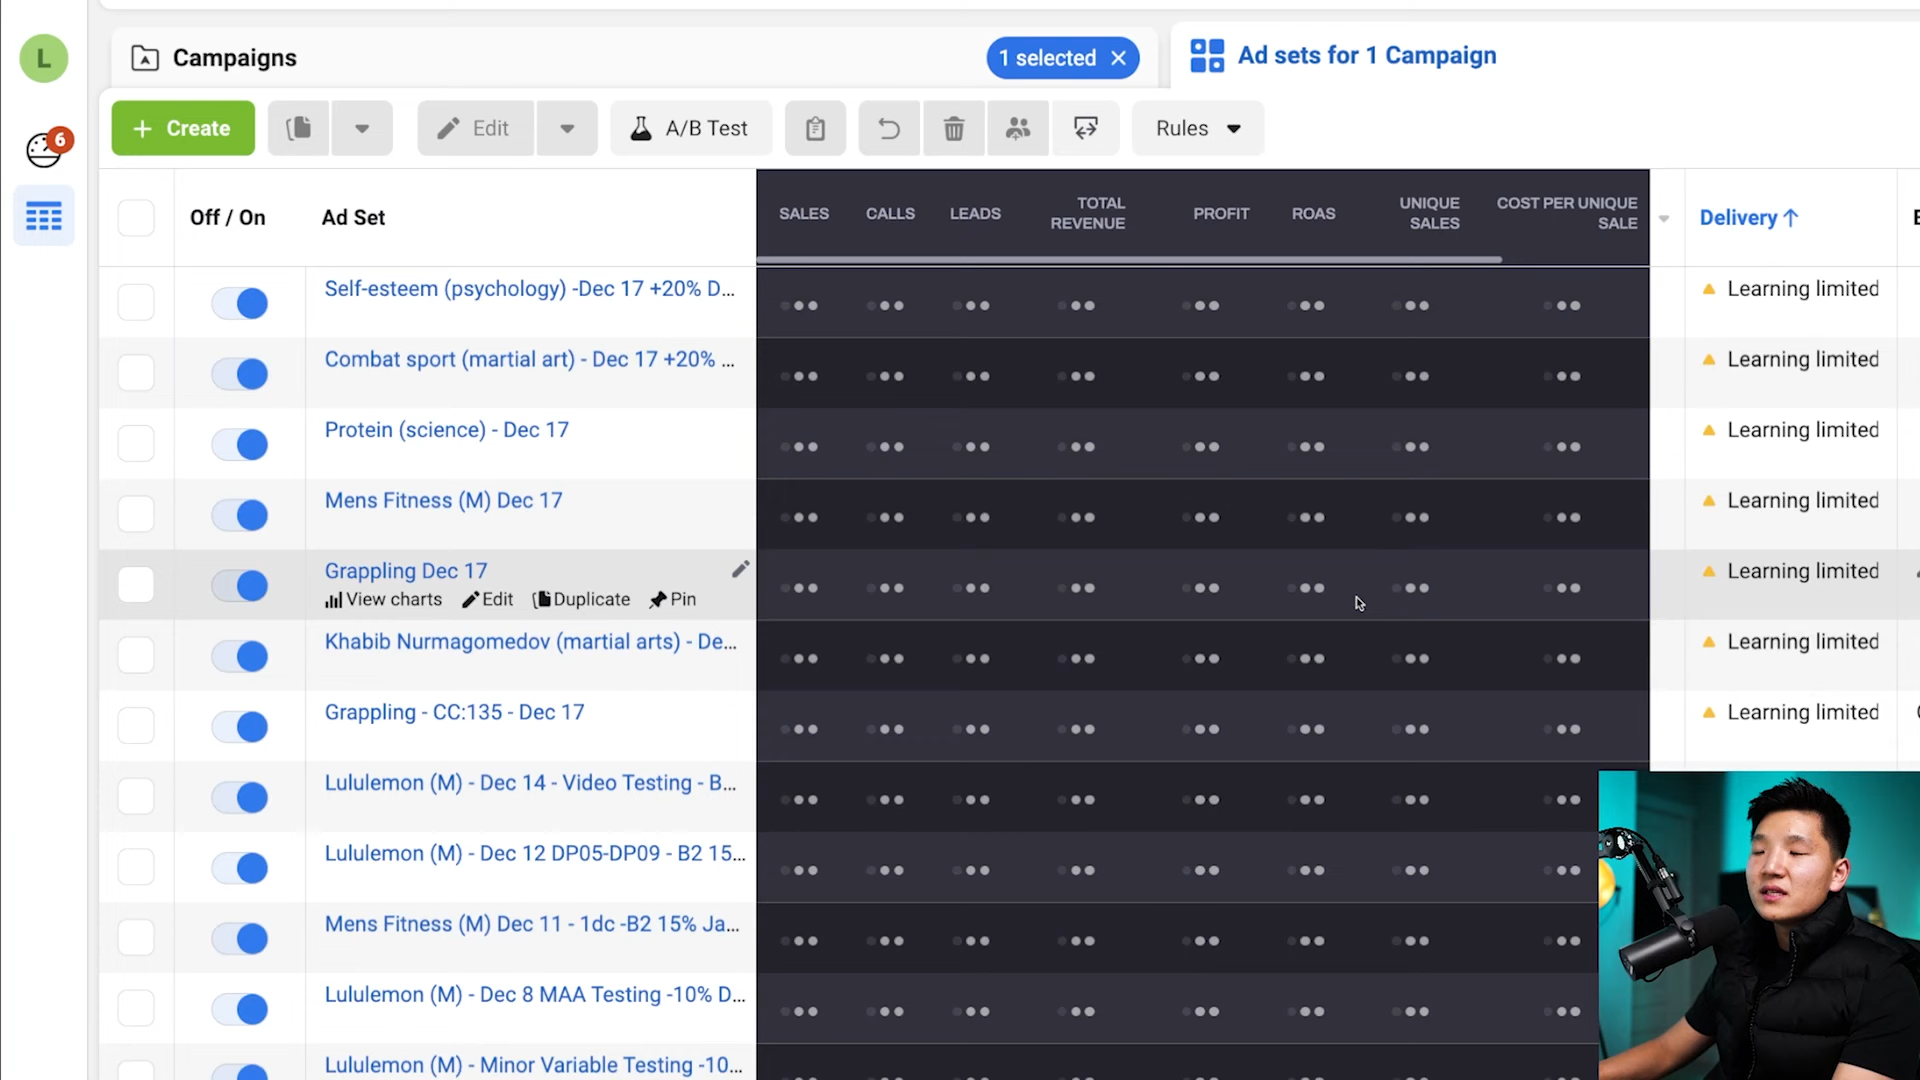 L
Campaigns
1 selected
Ad sets for 1 Campaign
Create
Edit
A/B Test
Rules
6
Off / On
Ad Set
SALES
CALLS
LEADS
TOTAL
REVENUE
PROFIT
ROAS
UNIQUE
SALES
COST PER UNIQUE
SALE
Delivery ↑
Self-esteem (psychology) -Dec 17 +20% D...
Learning limited
Combat sport (martial art) - Dec 17 +20% ...
Learning limited
Protein (science) - Dec 17
Learning limited
Mens Fitness (M) Dec 17
Learning limited
Grappling Dec 17
Learning limited
View charts
Edit
Duplicate
Pin
Khabib Nurmagomedov (martial arts) - De...
Learning limited
Grappling - CC:135 - Dec 17
Learning limited
Lululemon (M) - Dec 14 - Video Testing - B...
Lululemon (M) - Dec 12 DP05-DP09 - B2 15...
Mens Fitness (M) Dec 11 - 1dc -B2 15% Ja...
Lululemon (M) - Dec 8 MAA Testing -10% D...
Lululemon (M) - Minor Variable Testing -10...